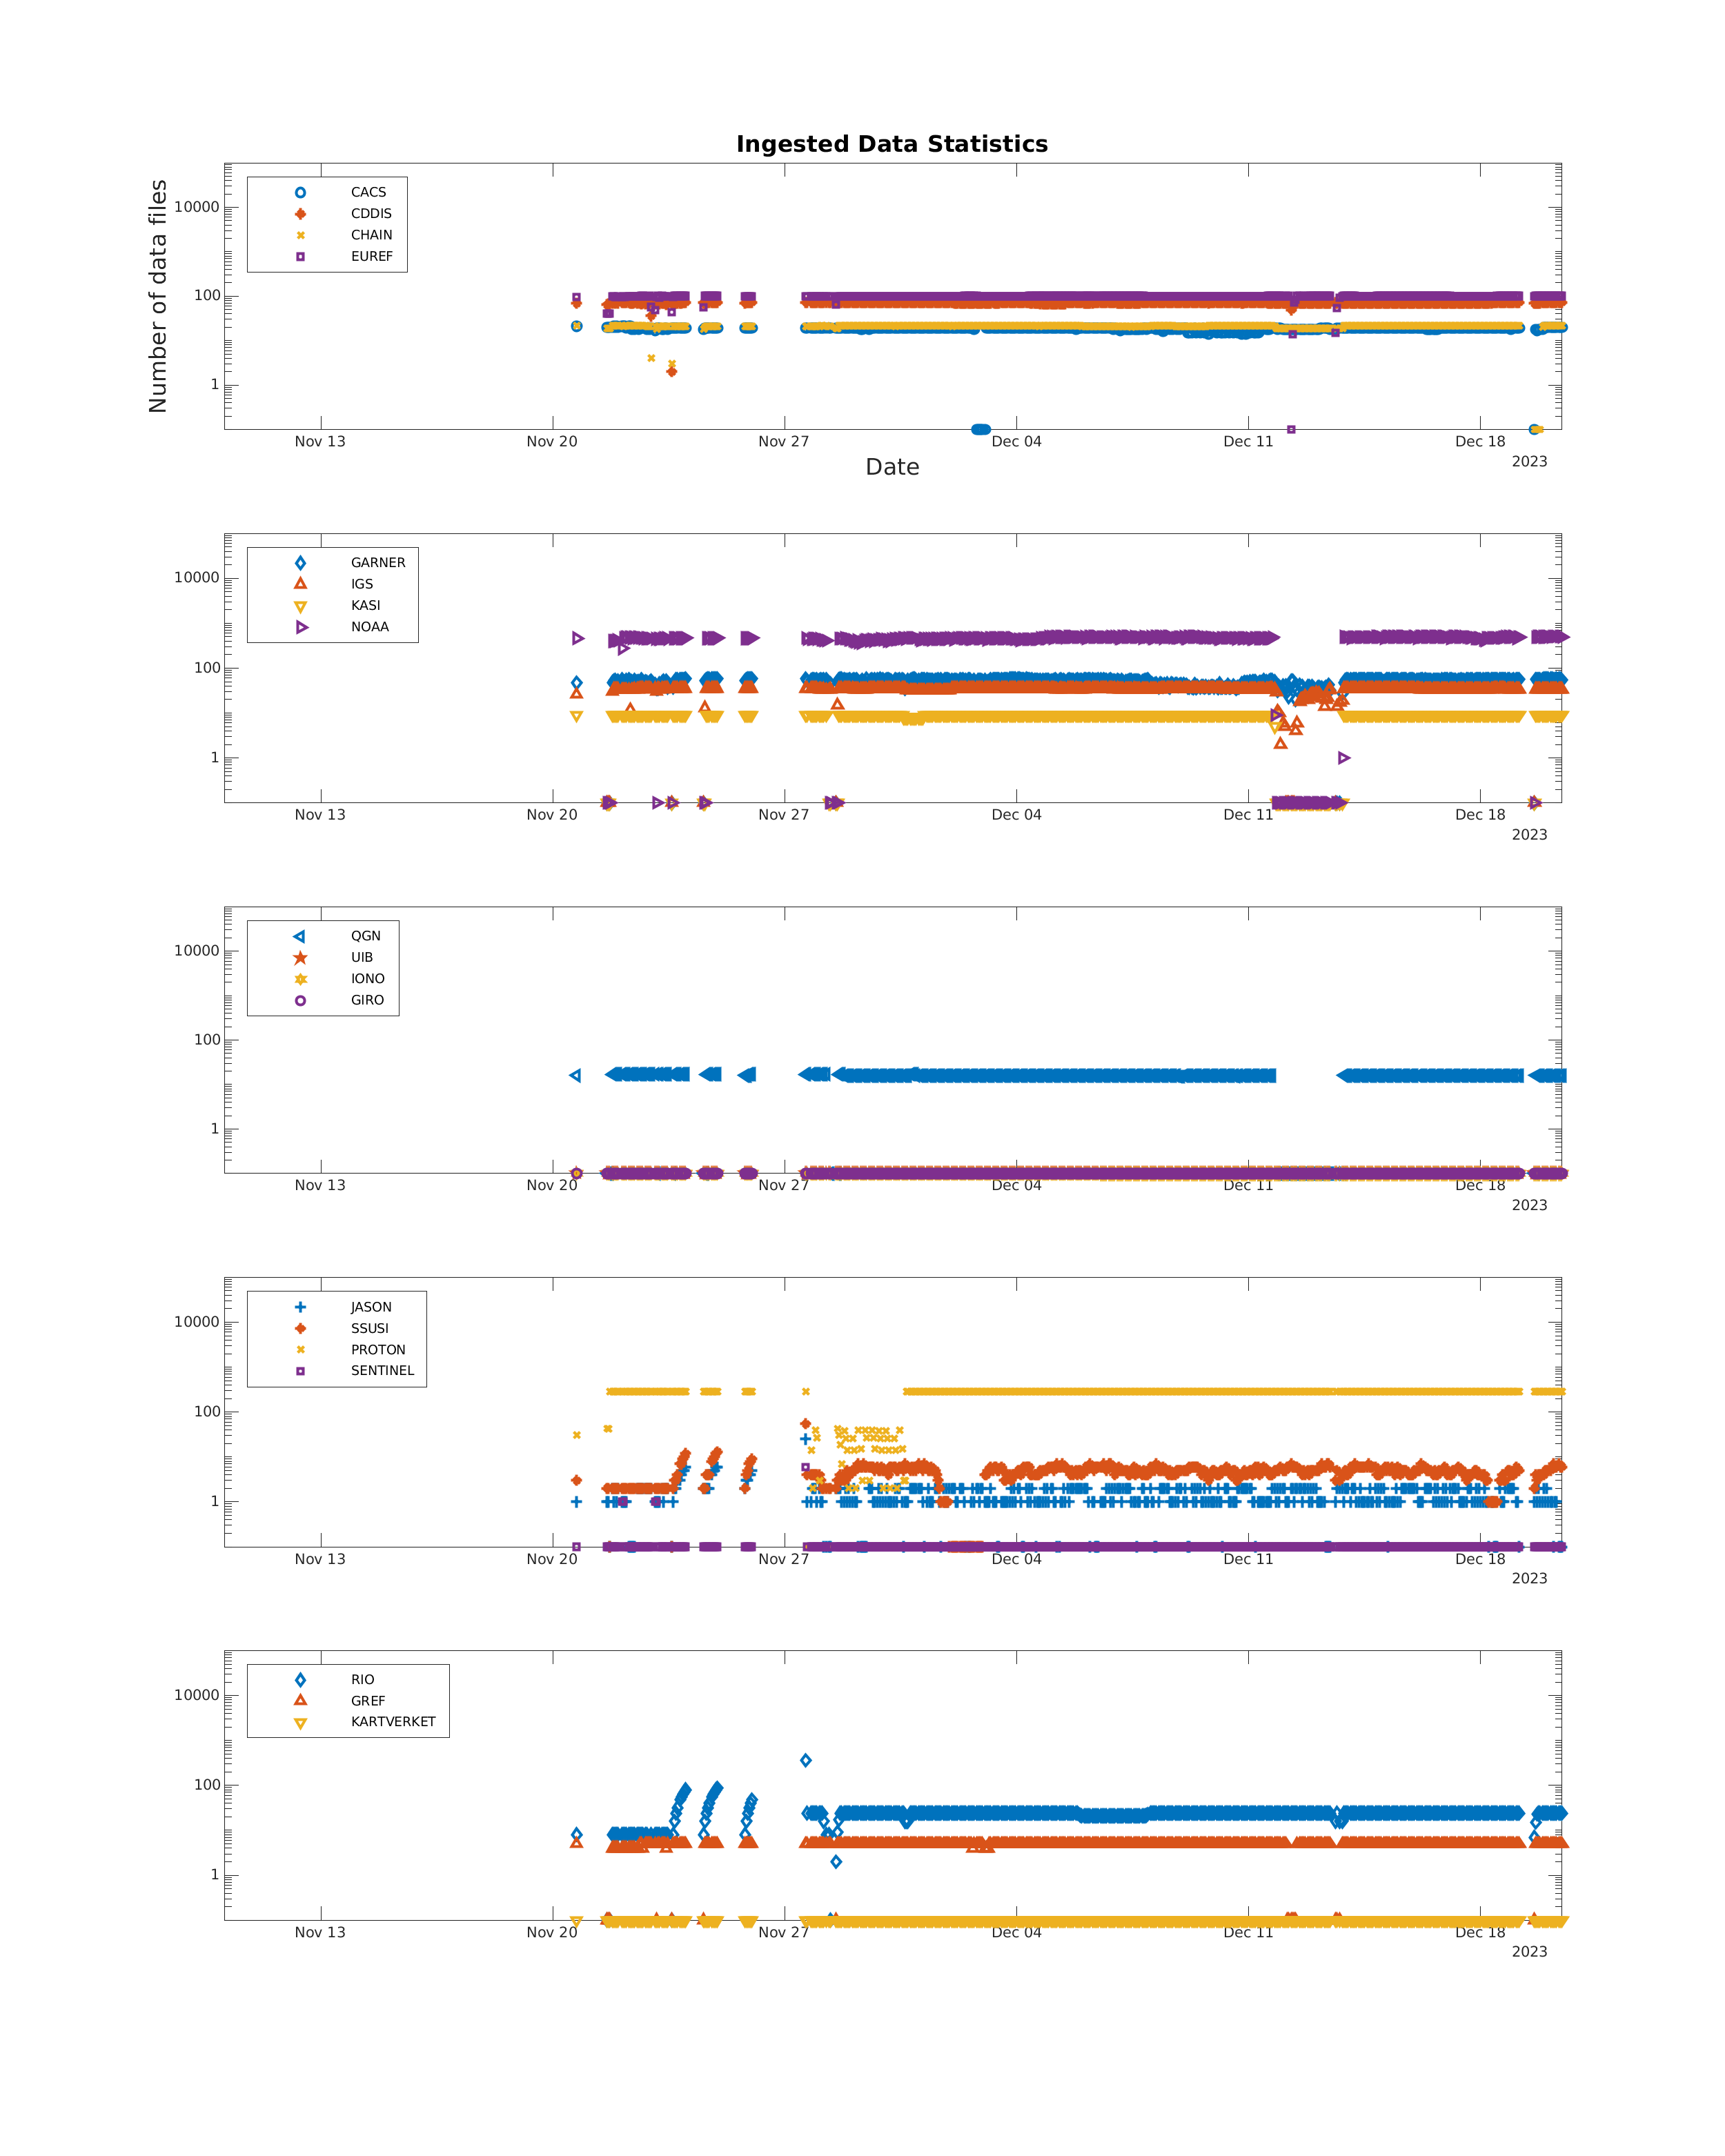 Ingested Data Statistics
Number of data files
10000
100
1
CACS
CDDIS
CHAIN
EUREF
Nov 13 Nov 20 Nov 27 Dec 04 Dec 11 Dec 18
2023
Date
10000
100
1
GARNER
IGS
KASI
NOAA
Nov 13 Nov 20 Nov 27 Dec 04 Dec 11 Dec 18
2023
10000
100
1
QGN
UIB
IONO
GIRO
Nov 13 Nov 20 Nov 27 Dec 04 Dec 11 Dec 18
2023
10000
100
1
JASON
SSUSI
PROTON
SENTINEL
Nov 13 Nov 20 Nov 27 Dec 04 Dec 11 Dec 18
2023
10000
100
1
RIO
GREF
KARTVERKET
Nov 13 Nov 20 Nov 27 Dec 04 Dec 11 Dec 18
2023